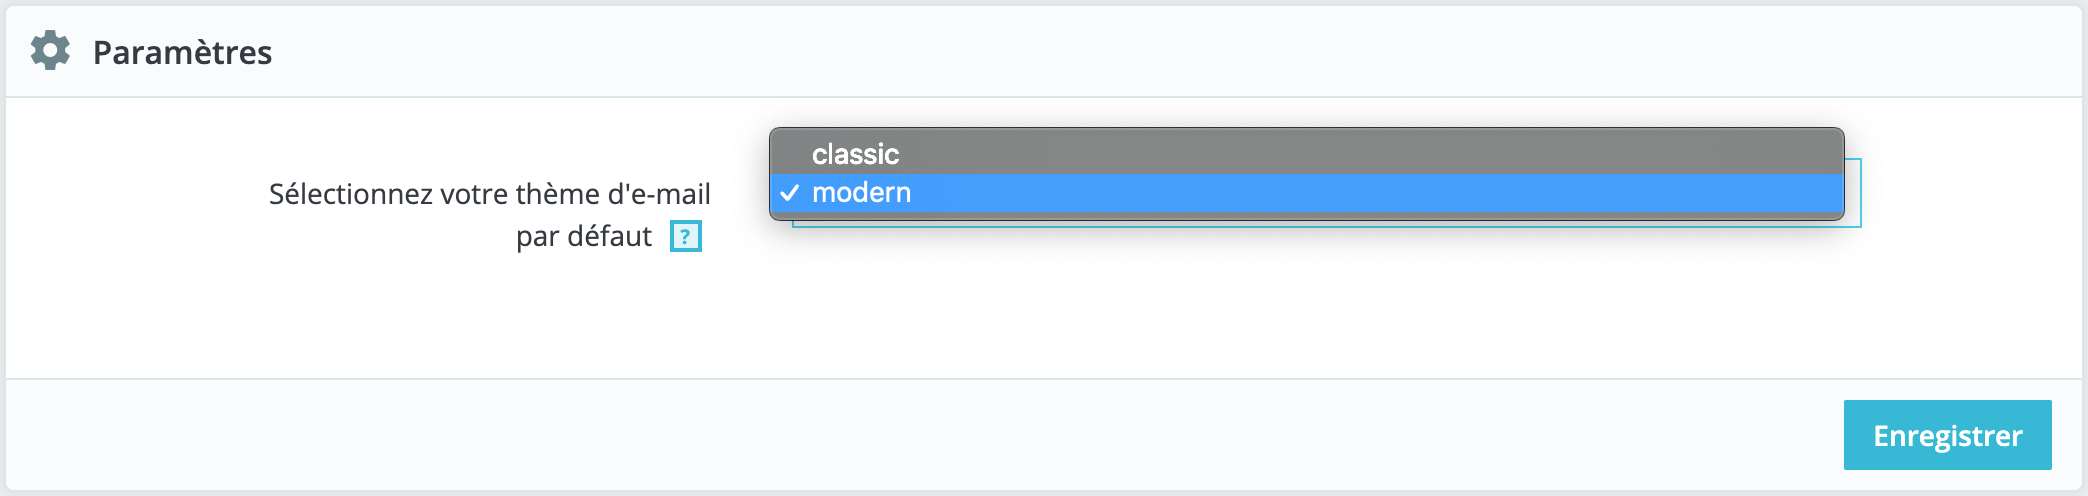 Paramètres
classic
modern
Sélectionnez votre thème d'e-mail
par défaut ?
Enregistrer